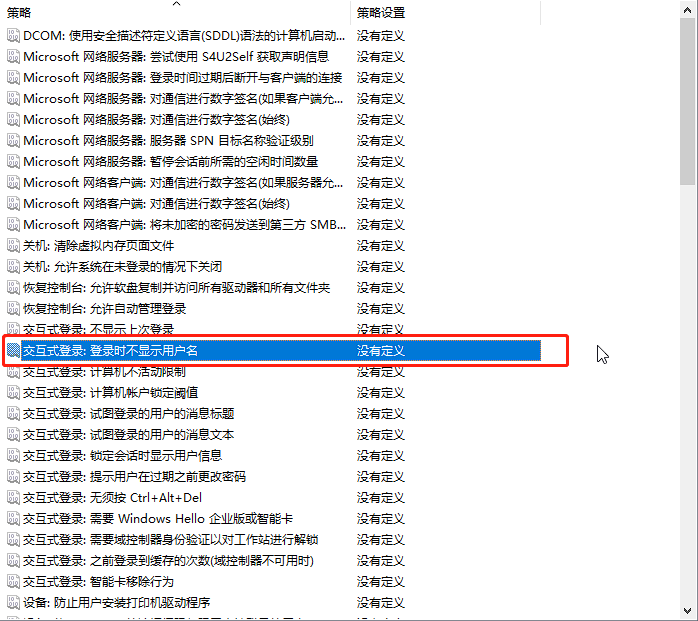 策略 策略设置
DCOM: 使用安全描述符定义语言(SDDL)语法的计算机启动... 没有定义
Microsoft 网络服务器: 尝试使用 S4U2Self 获取声明信息 没有定义
Microsoft 网络服务器: 登录时间过期后断开与客户端的连接 没有定义
Microsoft 网络服务器: 对通信进行数字签名(如果客户端允... 没有定义
Microsoft 网络服务器: 对通信进行数字签名(始终) 没有定义
Microsoft 网络服务器: 服务器 SPN 目标名称验证级别 没有定义
Microsoft 网络服务器: 暂停会话前所需的空闲时间数量 没有定义
Microsoft 网络客户端: 对通信进行数字签名(如果服务器允... 没有定义
Microsoft 网络客户端: 对通信进行数字签名(始终) 没有定义
Microsoft 网络客户端: 将未加密的密码发送到第三方 SMB... 没有定义
关机: 清除虚拟内存页面文件 没有定义
关机: 允许系统在未登录的情况下关闭 没有定义
恢复控制台: 允许软盘复制并访问所有驱动器和所有文件夹 没有定义
恢复控制台: 允许自动管理登录 没有定义
交互式登录: 不显示上次登录 没有定义
交互式登录: 登录时不显示用户名 没有定义
交互式登录: 计算机不活动限制 没有定义
交互式登录: 计算机帐户锁定阈值 没有定义
交互式登录: 试图登录的用户的消息标题 没有定义
交互式登录: 试图登录的用户的消息文本 没有定义
交互式登录: 锁定会话时显示用户信息 没有定义
交互式登录: 提示用户在过期之前更改密码 没有定义
交互式登录: 无须按 Ctrl+Alt+Del 没有定义
交互式登录: 需要 Windows Hello 企业版或智能卡 没有定义
交互式登录: 需要域控制器身份验证以对工作站进行解锁 没有定义
交互式登录: 之前登录到缓存的次数(域控制器不可用时) 没有定义
交互式登录: 智能卡移除行为 没有定义
设备: 防止用户安装打印机驱动程序 没有定义